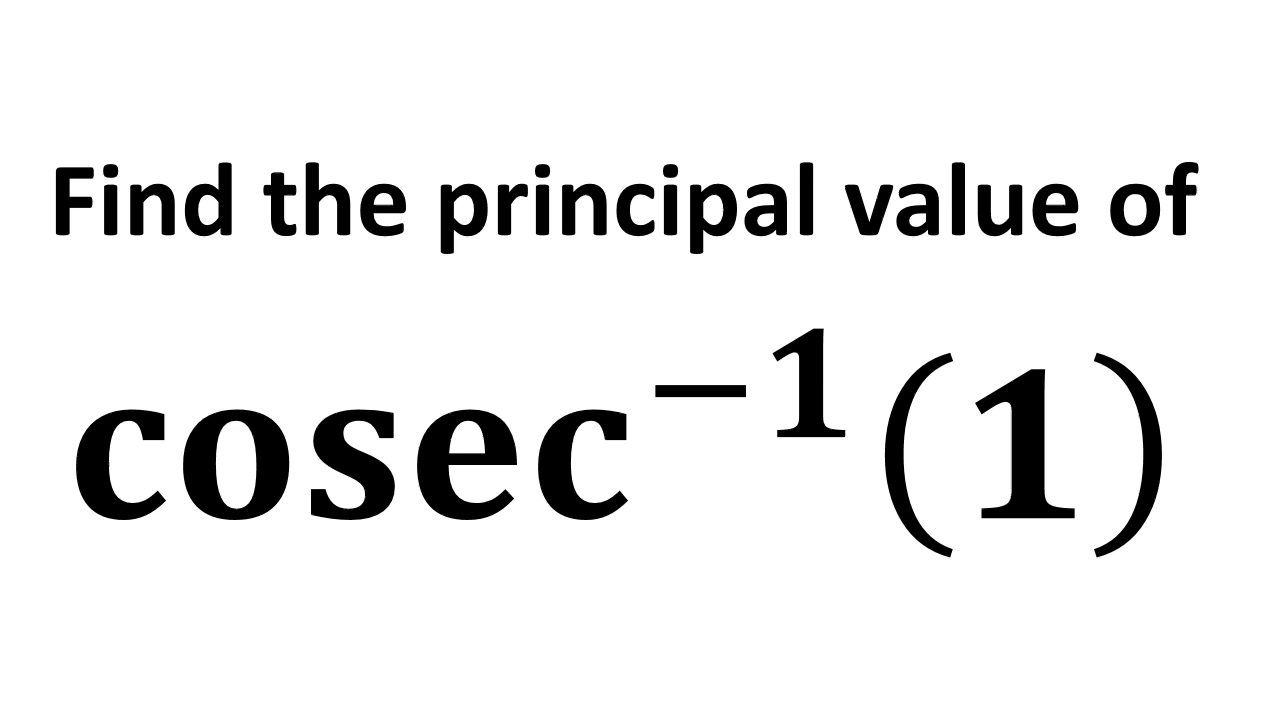 Find the principal value of
cosec⁻¹(1)